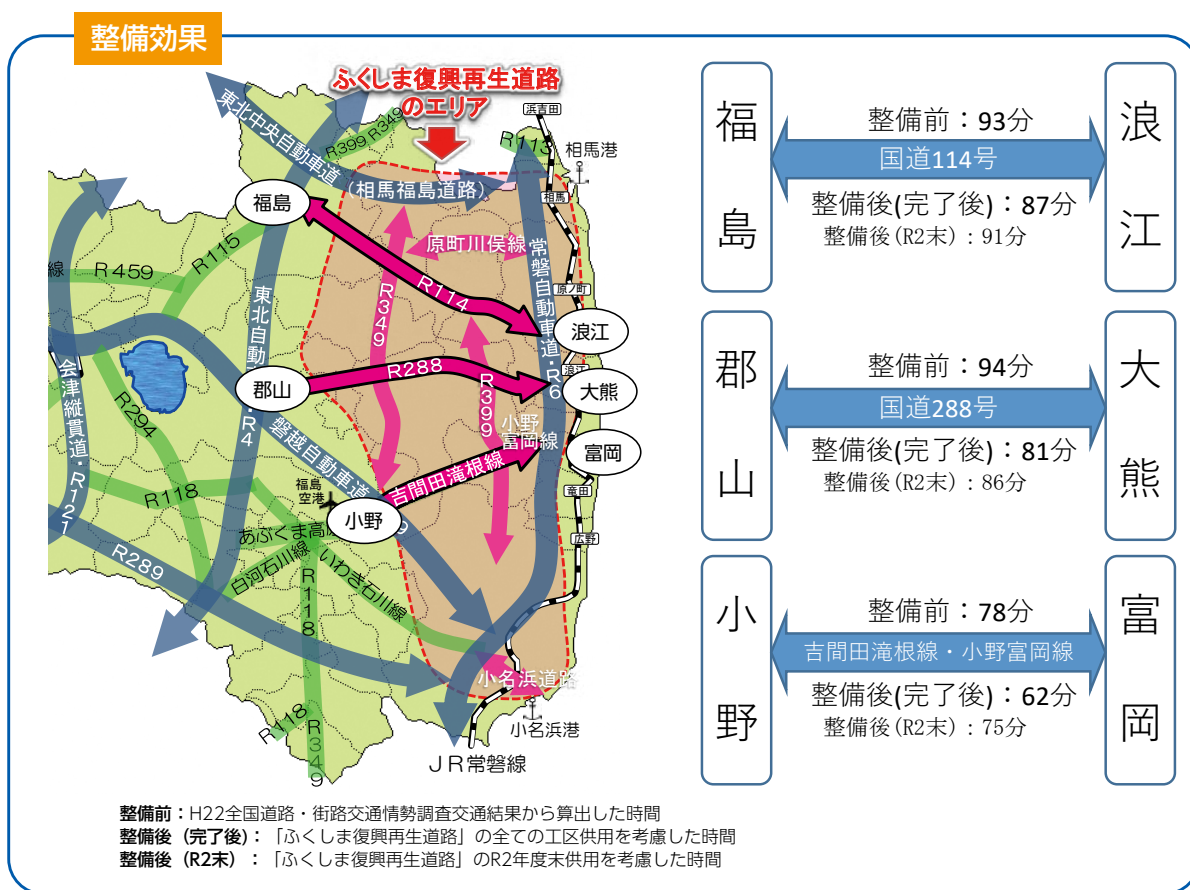 整備効果
ふくしま復興再生道路
のエリア
東北中央自動車道
(相馬福島道路)
R399 R349
R113
浜吉田
相馬港
相馬
福島
原町川俣線
R115
R459
線
R114
R349
常磐自動車道・R6
原ノ町
浪江
浪江
東北自動
・R4
郡山
R288
大熊
R399
会津縦貫道・R121
R294
磐越自動車道
9
小野
富岡線
富岡
吉間田滝根線
竜田
R118
福島
空港
小野
広野
あぶくま高
R289
白河石川線
いわき石川線
R118
小名浜道路
小名浜港
R118
R349
JR常磐線
福島
浪江
整備前：93分
国道114号
整備後(完了後)：87分
整備後(R2末)：91分
郡山
大熊
整備前：94分
国道288号
整備後(完了後)：81分
整備後(R2末)：86分
小野
富岡
整備前：78分
吉間田滝根線・小野富岡線
整備後(完了後)：62分
整備後(R2末)：75分
整備前：H22全国道路・街路交通情勢調査交通結果から算出した時間
整備後（完了後）：「ふくしま復興再生道路」の全ての工区供用を考慮した時間
整備後（R2末）：「ふくしま復興再生道路」のR2年度末供用を考慮した時間